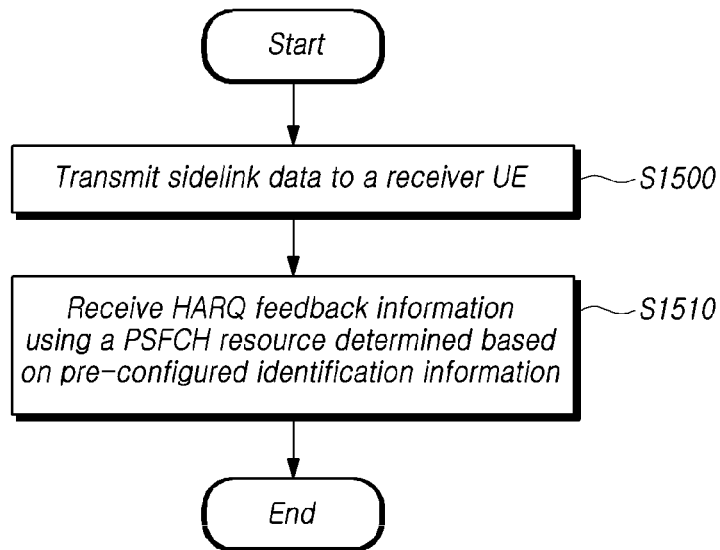 Start
Transmit sidelink data to a receiver UE
S1500
Receive HARQ feedback information
using a PSFCH resource determined based
on pre-configured identification information
S1510
End